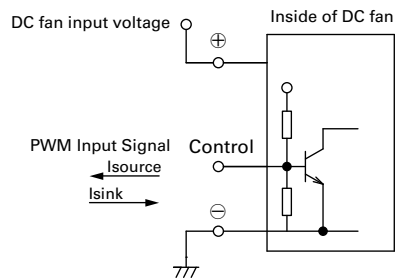 Inside of DC fan
DC fan input voltage
⊕
PWM Input Signal
Control
Isource
Isink
⊖